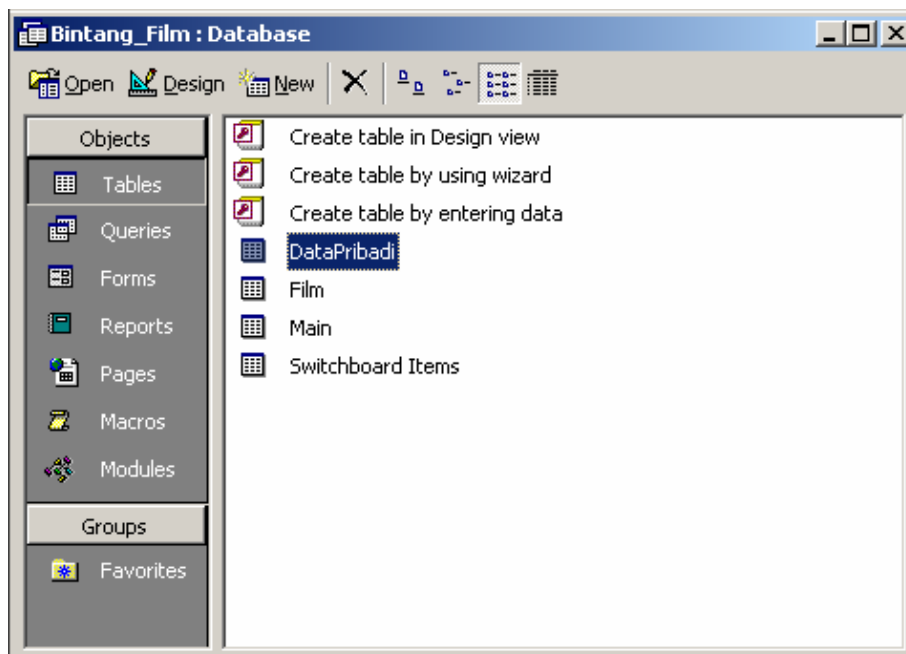 Bintang_Film : Database
Open Design New
Objects
Tables
Queries
Forms
Reports
Pages
Macros
Modules
Groups
Favorites
Create table in Design view
Create table by using wizard
Create table by entering data
DataPribadi
Film
Main
Switchboard Items